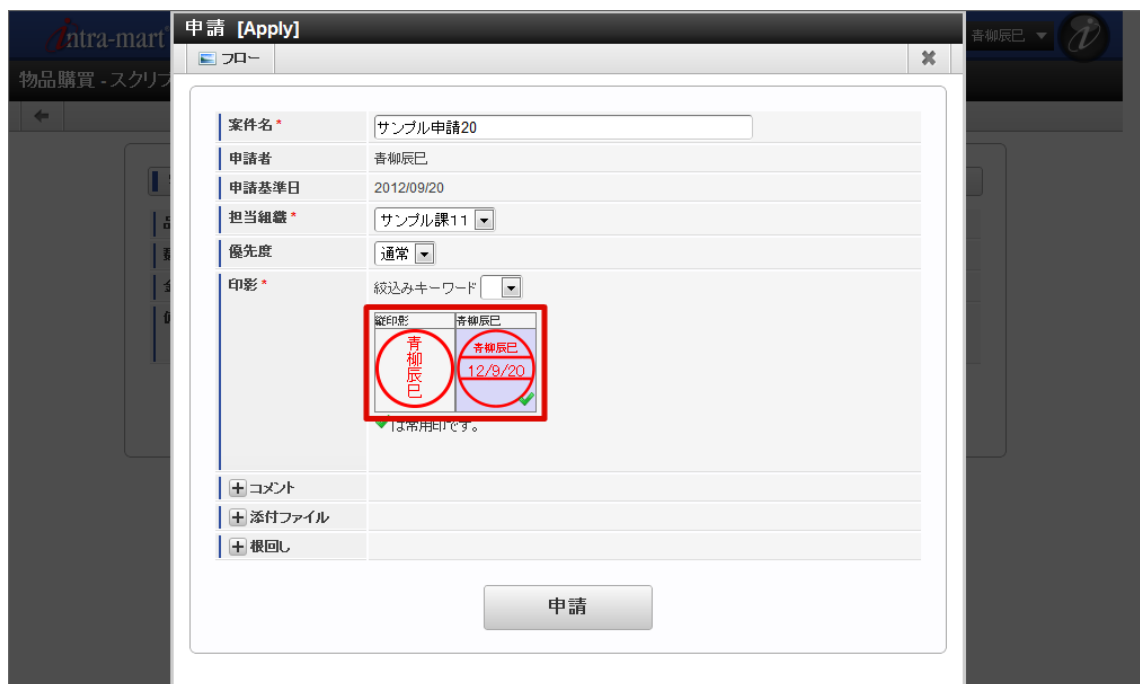 申請 [Apply]
intra-mart
青柳辰巳
フロー
物品購買 - スクリプ
案件名 *
サンプル申請20
申請者
青柳辰巳
申請基準日
2012/09/20
担当組織 *
サンプル課11
優先度
通常
印影 *
絞込みキーワード
縦印影
青柳辰巳
青柳辰巳
青柳辰巳
12/9/20
は常用印です。
コメント
添付ファイル
根回し
申請